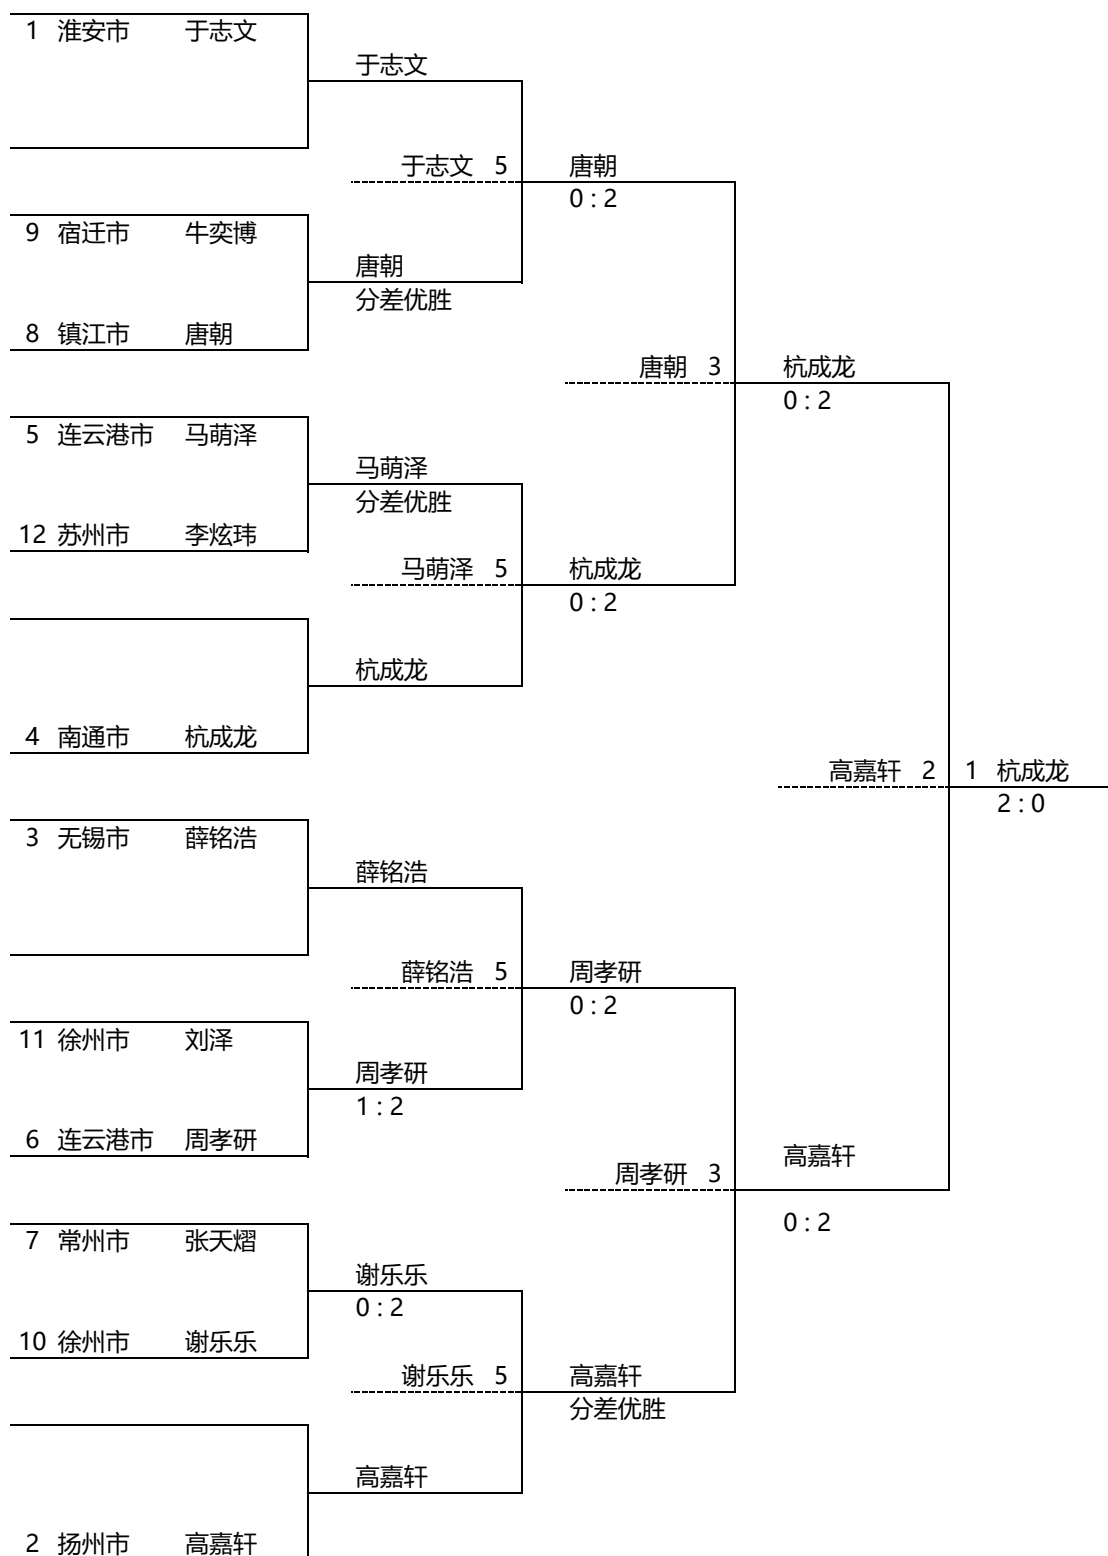 1 淮安市 于志文
于志文
于志文 5 唐朝
0 : 2
9 宿迁市 牛奕博
唐朝
分差优胜
8 镇江市 唐朝
唐朝 3 杭成龙
0 : 2
5 连云港市 马萌泽
马萌泽
分差优胜
12 苏州市 李炫玮
马萌泽 5 杭成龙
0 : 2
杭成龙
4 南通市 杭成龙
高嘉轩 2 1 杭成龙
2 : 0
3 无锡市 薛铭浩
薛铭浩
薛铭浩 5 周孝研
0 : 2
11 徐州市 刘泽
周孝研
1 : 2
6 连云港市 周孝研
高嘉轩
周孝研 3
0 : 2
7 常州市 张天熠
谢乐乐
0 : 2
10 徐州市 谢乐乐
谢乐乐 5 高嘉轩
分差优胜
高嘉轩
2 扬州市 高嘉轩